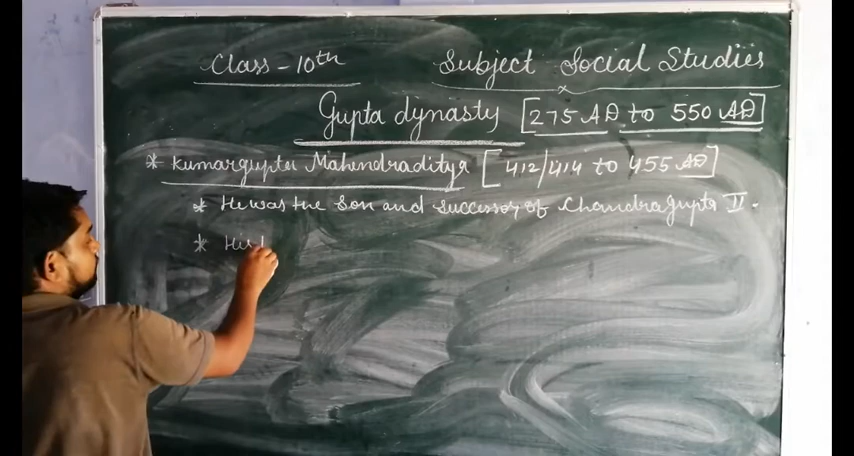 Class - 10th Subject Social Studies
Gupta dynasty [275 AD to 550 AD]
* Kumargupta Mahendraditya [412/414 to 455 AD]
* He was the Son and Successor of Chandragupta II.
* His